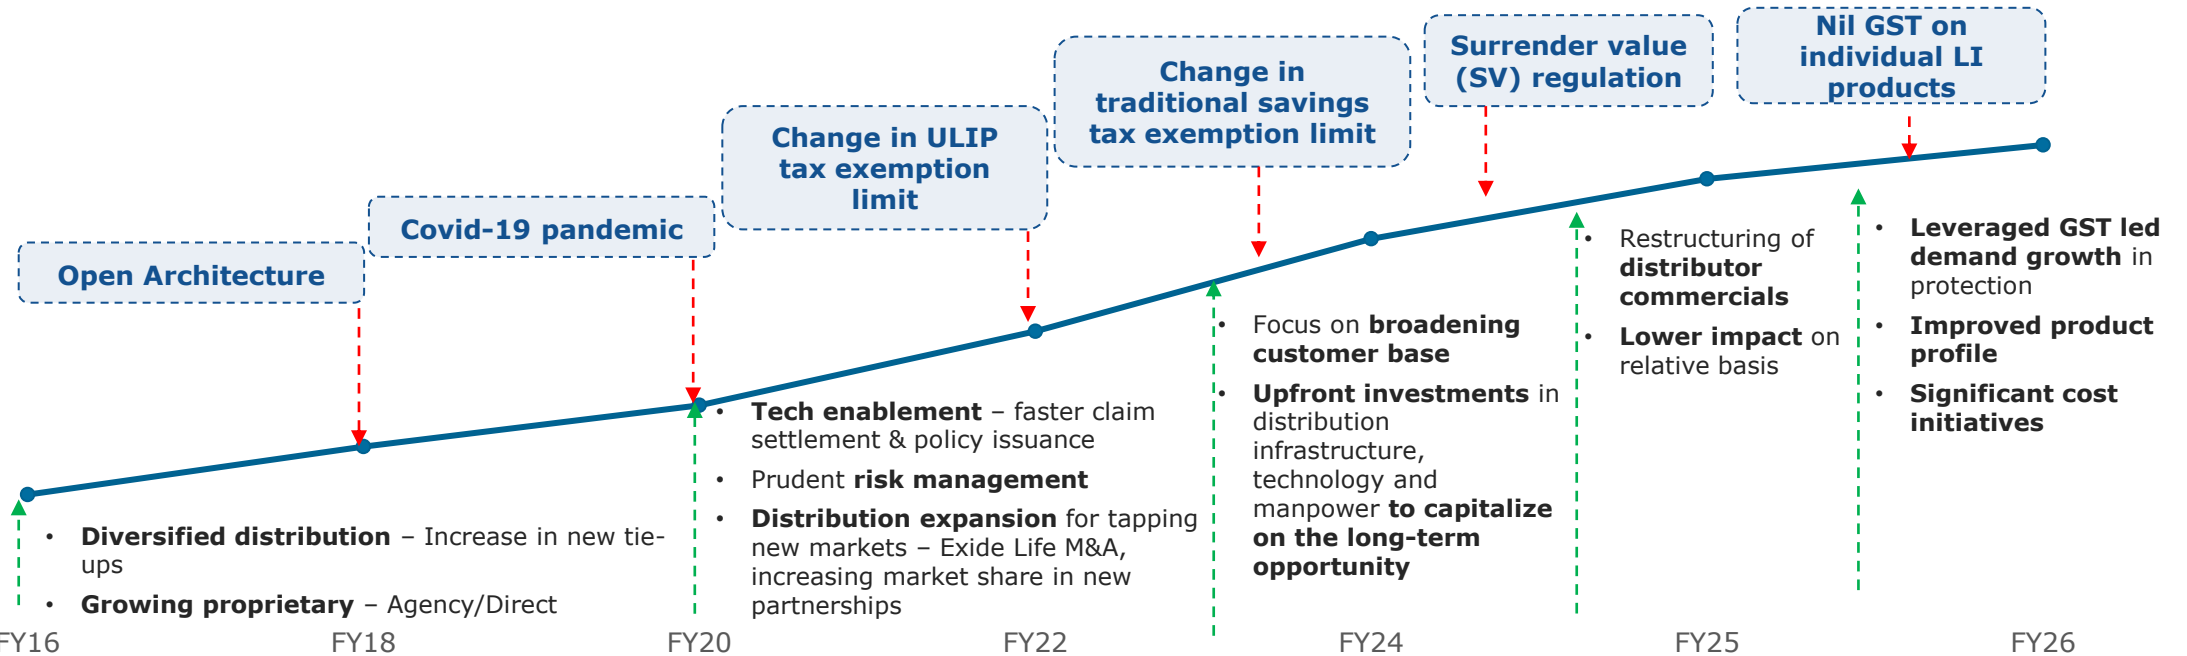 Open Architecture
Covid-19 pandemic
Change in ULIP
tax exemption
limit
Change in
traditional savings
tax exemption limit
Surrender value
(SV) regulation
Nil GST on
individual LI
products
• Diversified distribution – Increase in new tie-
ups
• Growing proprietary – Agency/Direct
• Tech enablement – faster claim
settlement & policy issuance
• Prudent risk management
• Distribution expansion for tapping
new markets – Exide Life M&A,
increasing market share in new
partnerships
• Focus on broadening
customer base
• Upfront investments in
distribution
infrastructure,
technology and
manpower to capitalize
on the long-term
opportunity
• Restructuring of
distributor
commercials
• Lower impact on
relative basis
• Leveraged GST led
demand growth in
protection
• Improved product
profile
• Significant cost
initiatives
FY16
FY18
FY20
FY22
FY24
FY25
FY26